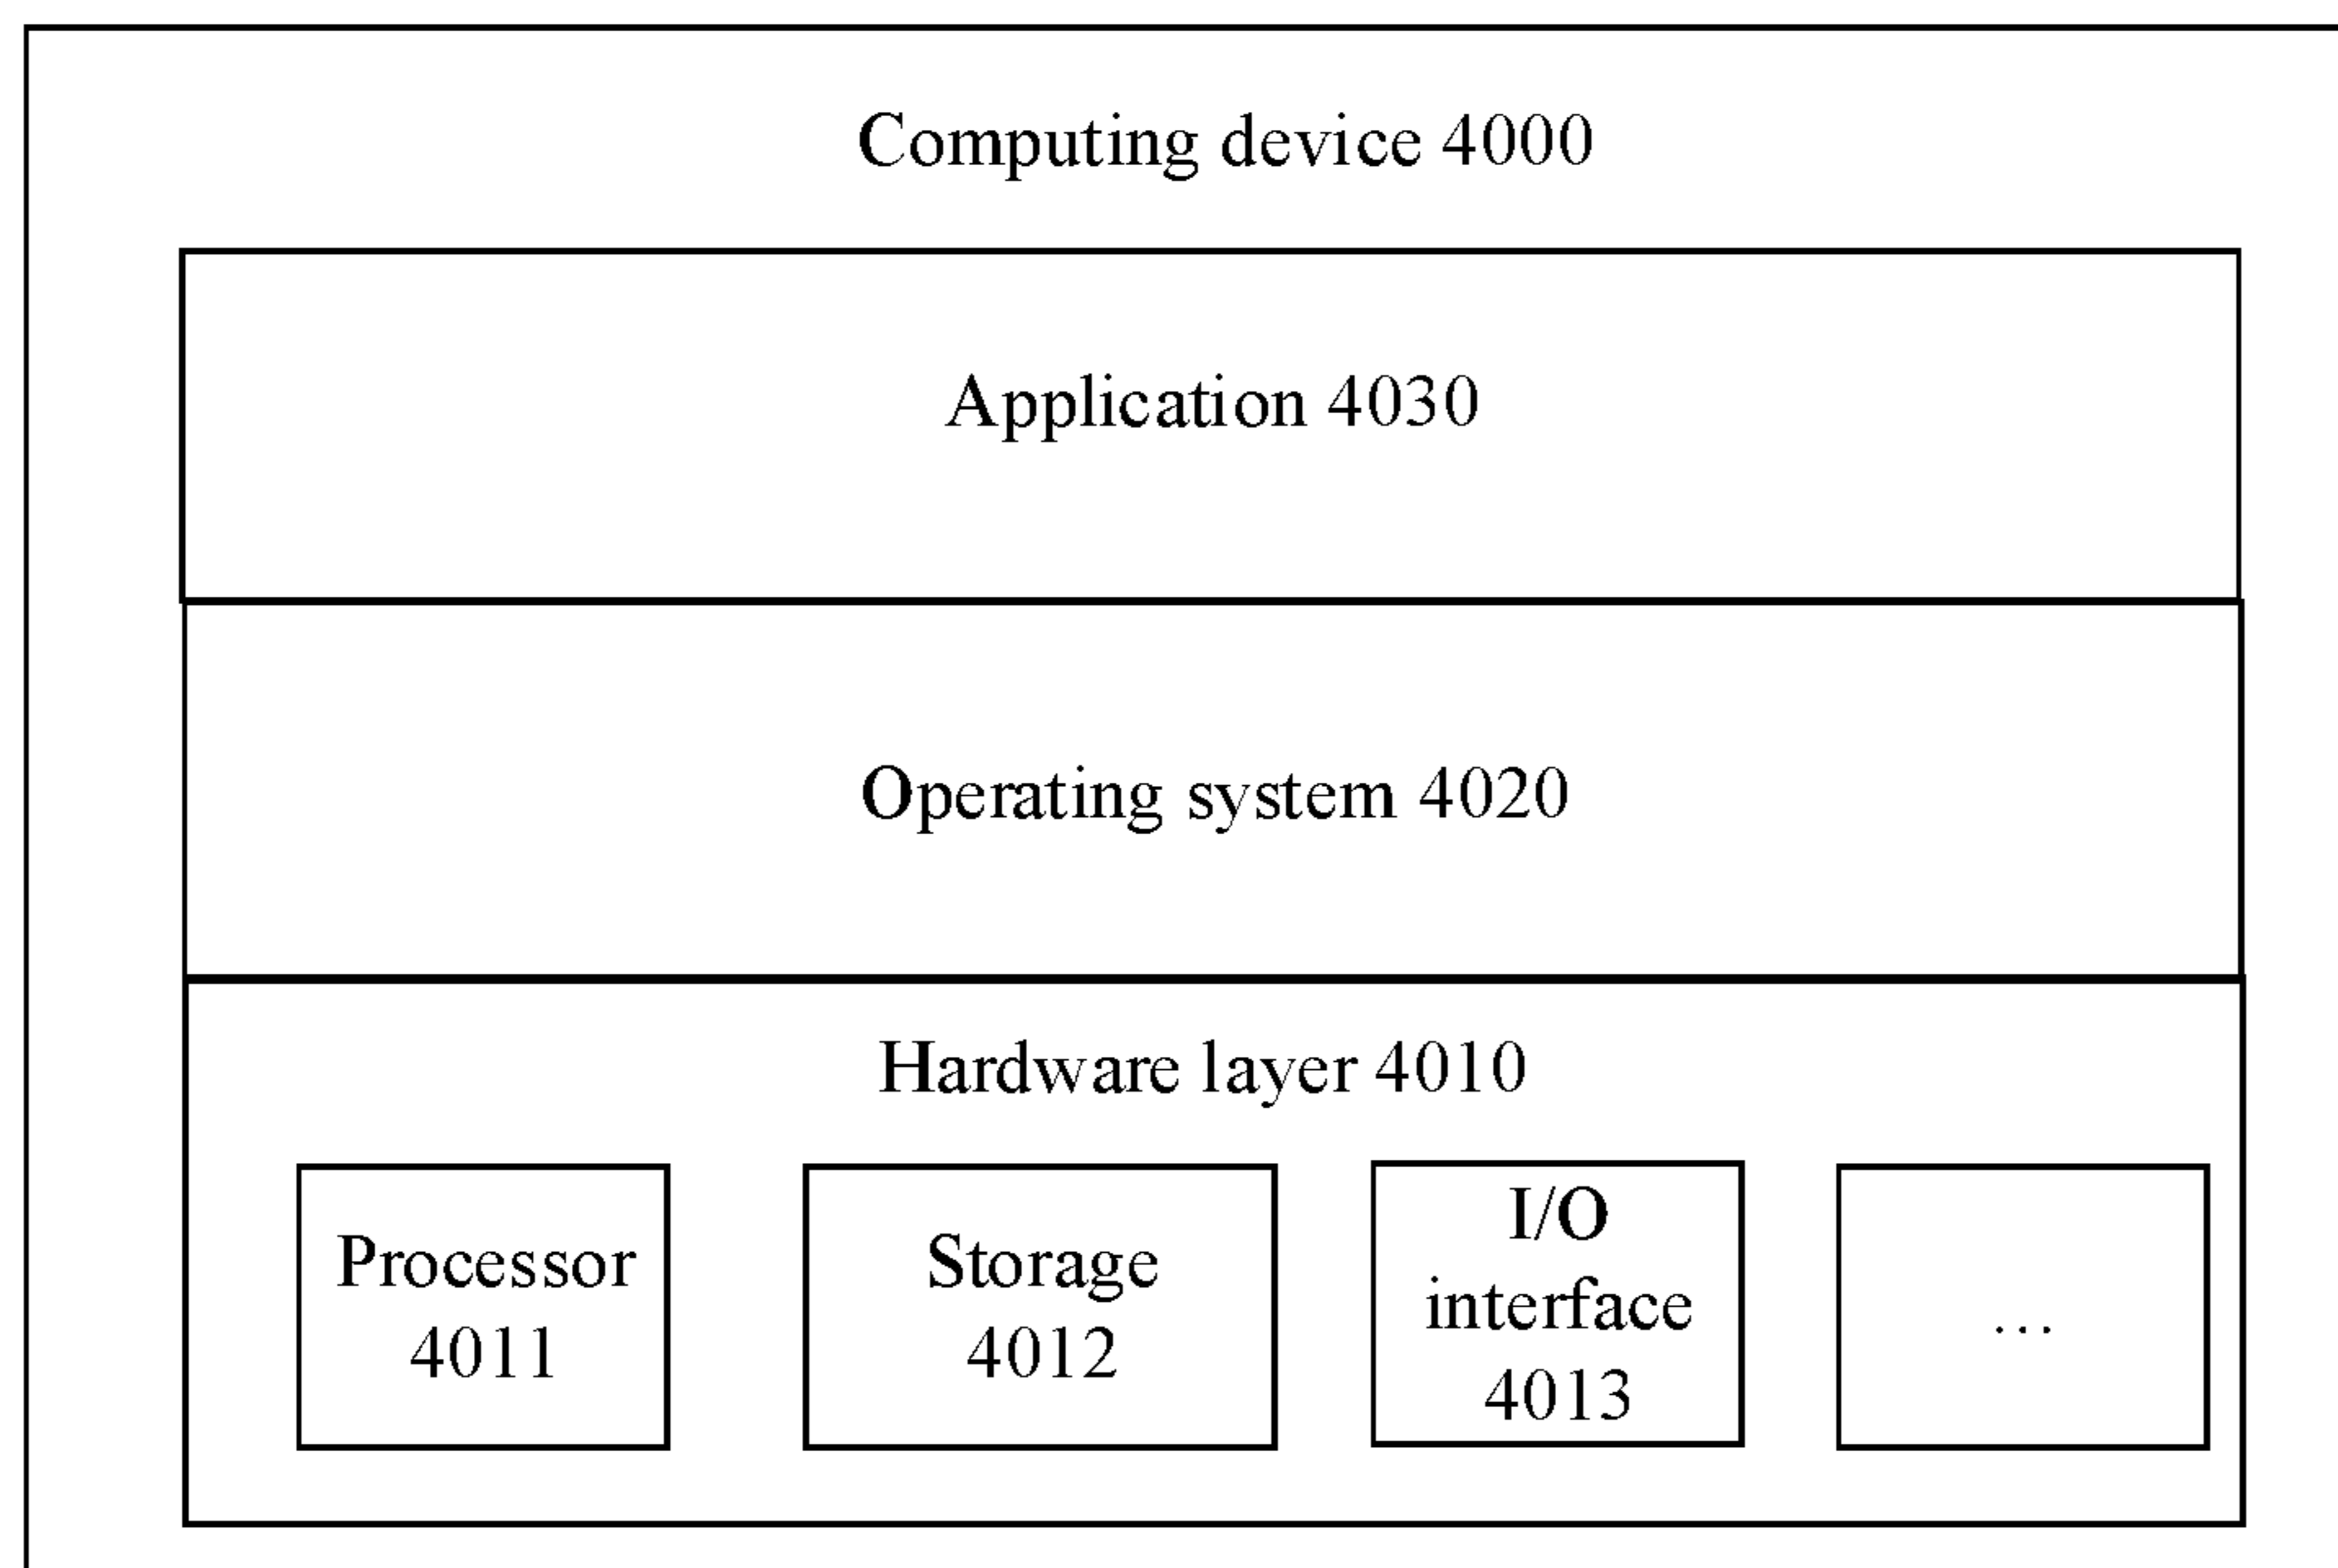 Computing device 4000
Application 4030
Operating system 4020
Hardware layer 4010
Processor
4011
Storage
4012
I/O
interface
4013
...